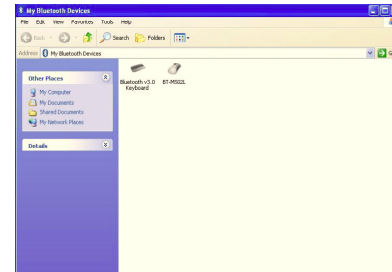 My Bluetooth Devices
File Edit View Favorites Tools Help
Back Search Folders
Address My Bluetooth Devices
Other Places
My Computer
My Documents
Shared Documents
My Network Places
Details
Bluetooth v3.0 Keyboard
BT-MS02L